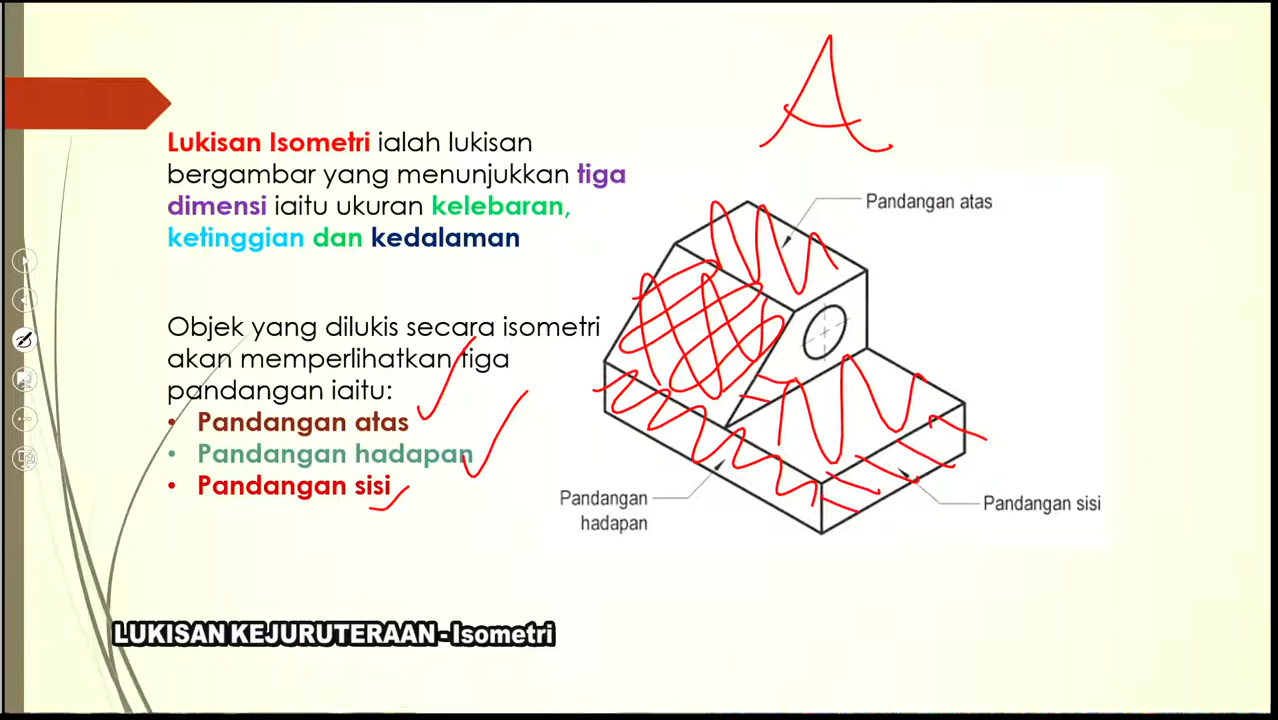 A
Lukisan Isometri ialah lukisan
bergambar yang menunjukkan tiga
dimensi iaitu ukuran kelebaran,
ketinggian dan kedalaman
Objek yang dilukis secara isometri
akan memperlihatkan tiga
pandangan iaitu:
• Pandangan atas
• Pandangan hadapan
• Pandangan sisi
Pandangan atas
Pandangan
hadapan
Pandangan sisi
LUKISAN KEJURUTERAAN - Isometri